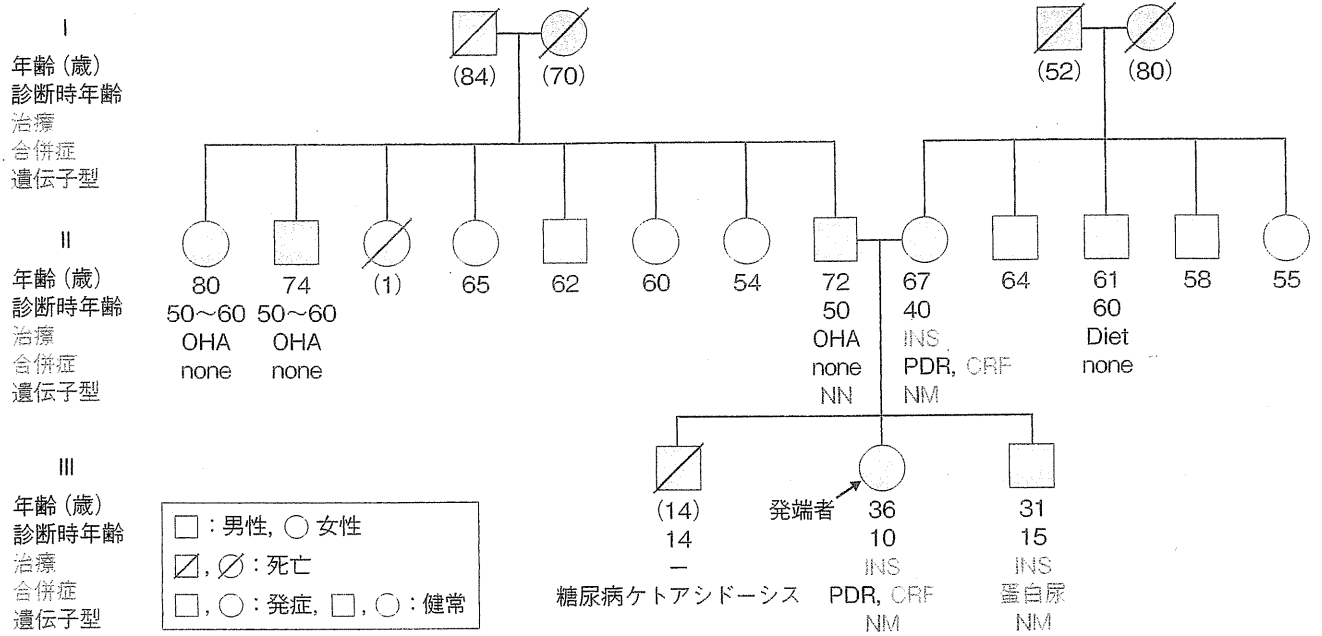 I
年齢 (歳)
診断時年齢
治療
合併症
遺伝子型
(84) (70) (52) (80)
II
年齢 (歳) 80 74 (1) 65 62 60 54 72 67 64 61 58 55
診断時年齢 50~60 50~60 50 40 60
治療 OHA OHA OHA INS Diet
合併症 none none none PDR, CRF none
遺伝子型 NN NM
III
年齢 (歳) (14) 発端者 36 31
診断時年齢 14 10 15
治療 - INS INS
合併症 糖尿病ケトアシドーシス PDR, CRF 蛋白尿
遺伝子型 NM NM
□:男性, ○ 女性
:死亡
□, ○:発症, □, ○:健常